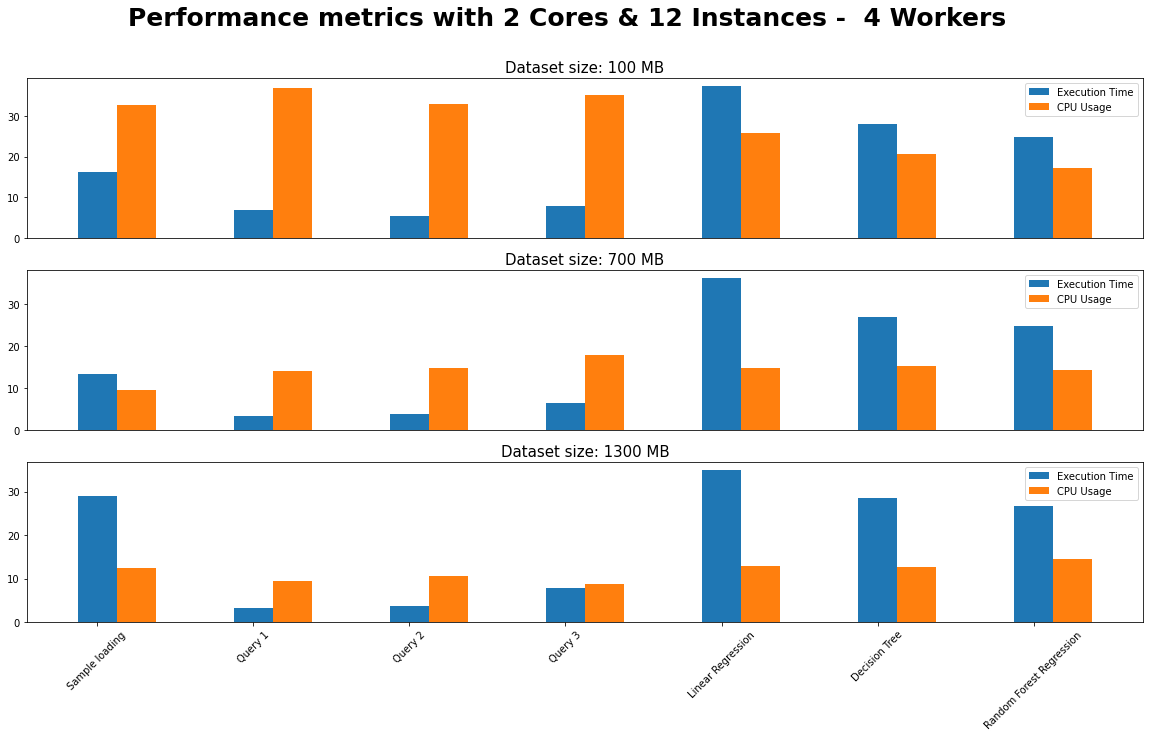 Performance metrics with 2 Cores & 12 Instances -  4 Workers
Dataset size: 100 MB
Execution Time
CPU Usage
30
20
10
0
Dataset size: 700 MB
Execution Time
CPU Usage
30
20
10
0
Dataset size: 1300 MB
Execution Time
CPU Usage
30
20
10
0
Sample loading
Query 1
Query 2
Query 3
Linear Regression
Decision Tree
Random Forest Regression